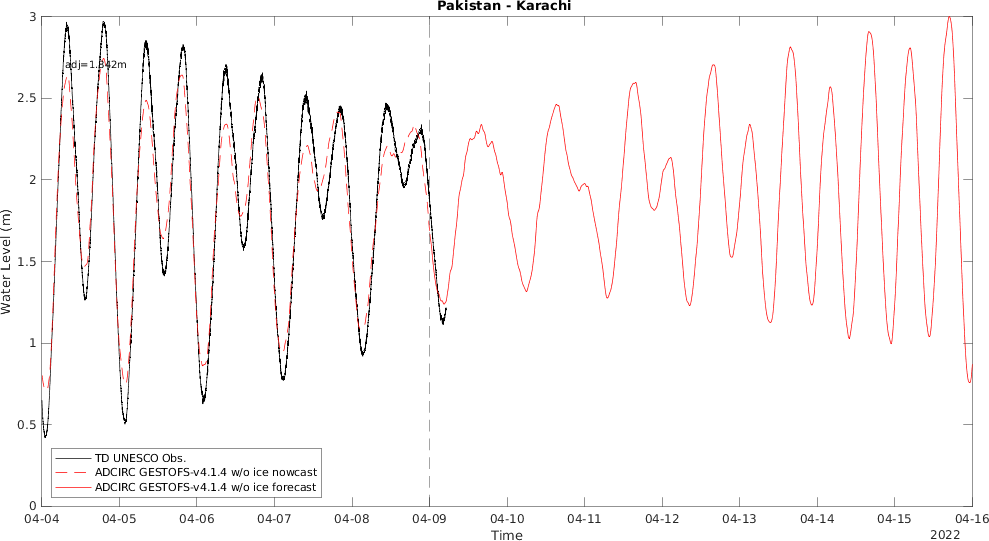 Pakistan - Karachi
3
adj=1.842m
2.5
2
1.5
1
0.5
0
Water Level (m)
TD UNESCO Obs.
ADCIRC GESTOFS-v4.1.4 w/o ice nowcast
ADCIRC GESTOFS-v4.1.4 w/o ice forecast
04-04 04-05 04-06 04-07 04-08 04-09 04-10 04-11 04-12 04-13 04-14 04-15 04-16
Time
2022